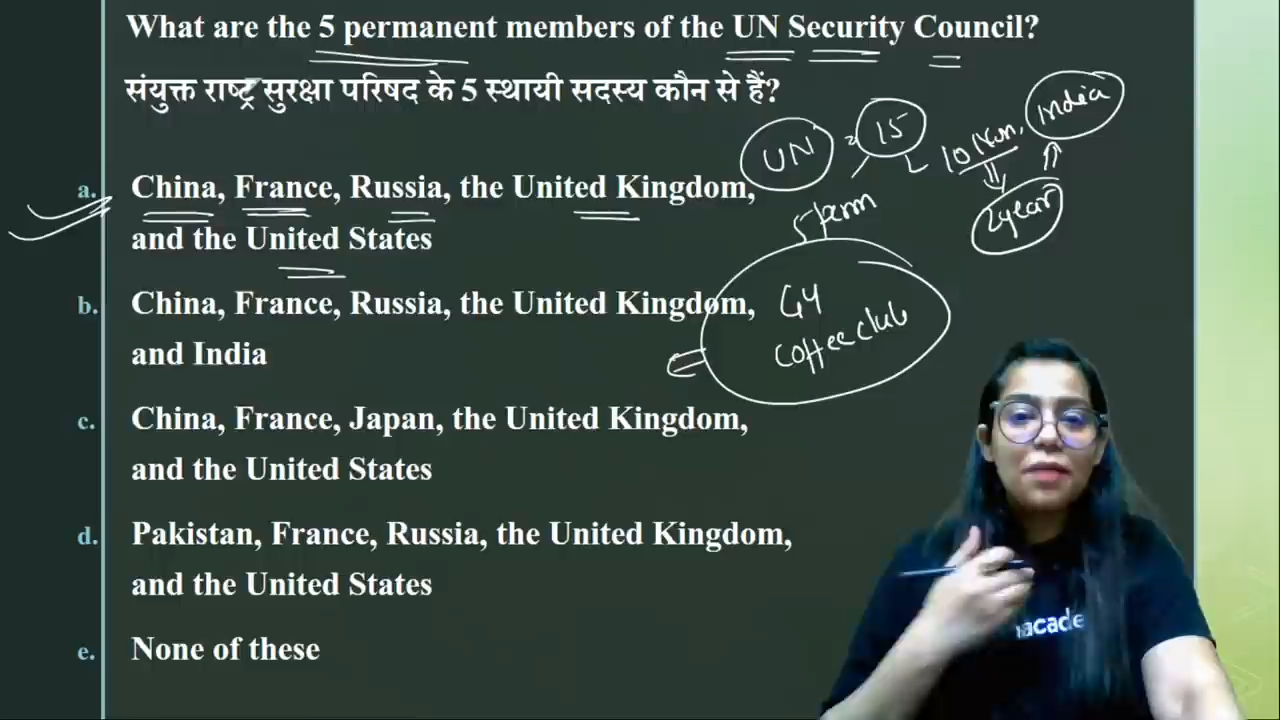 What are the 5 permanent members of the UN Security Council?
संयुक्त राष्ट्र सुरक्षा परिषद के 5 स्थायी सदस्य कौन से हैं?
a. China, France, Russia, the United Kingdom,
and the United States
b. China, France, Russia, the United Kingdom,
and India
c. China, France, Japan, the United Kingdom,
and the United States
d. Pakistan, France, Russia, the United Kingdom,
and the United States
e. None of these
UN
15
10 Non.
India
2year
5 perm
G4
coffee club
nacade